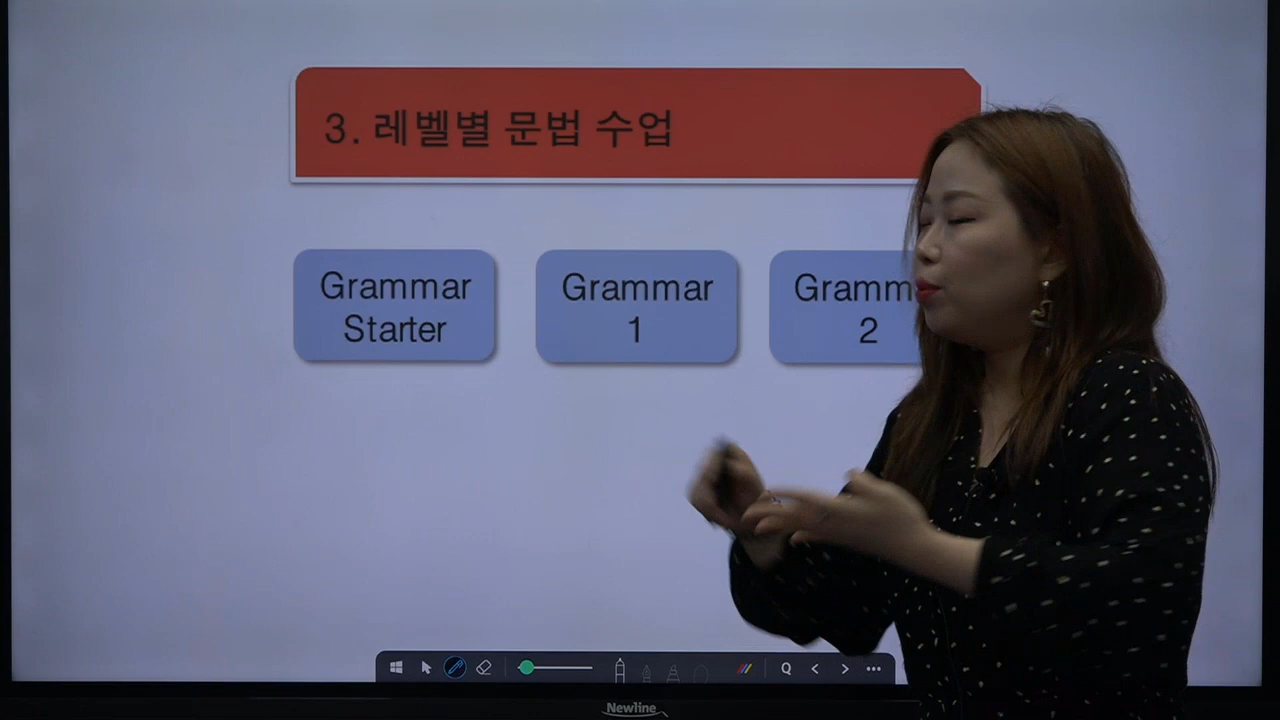 3. 레벨별 문법 수업
Grammar
Starter
Grammar
1
Gramm
2
Newline